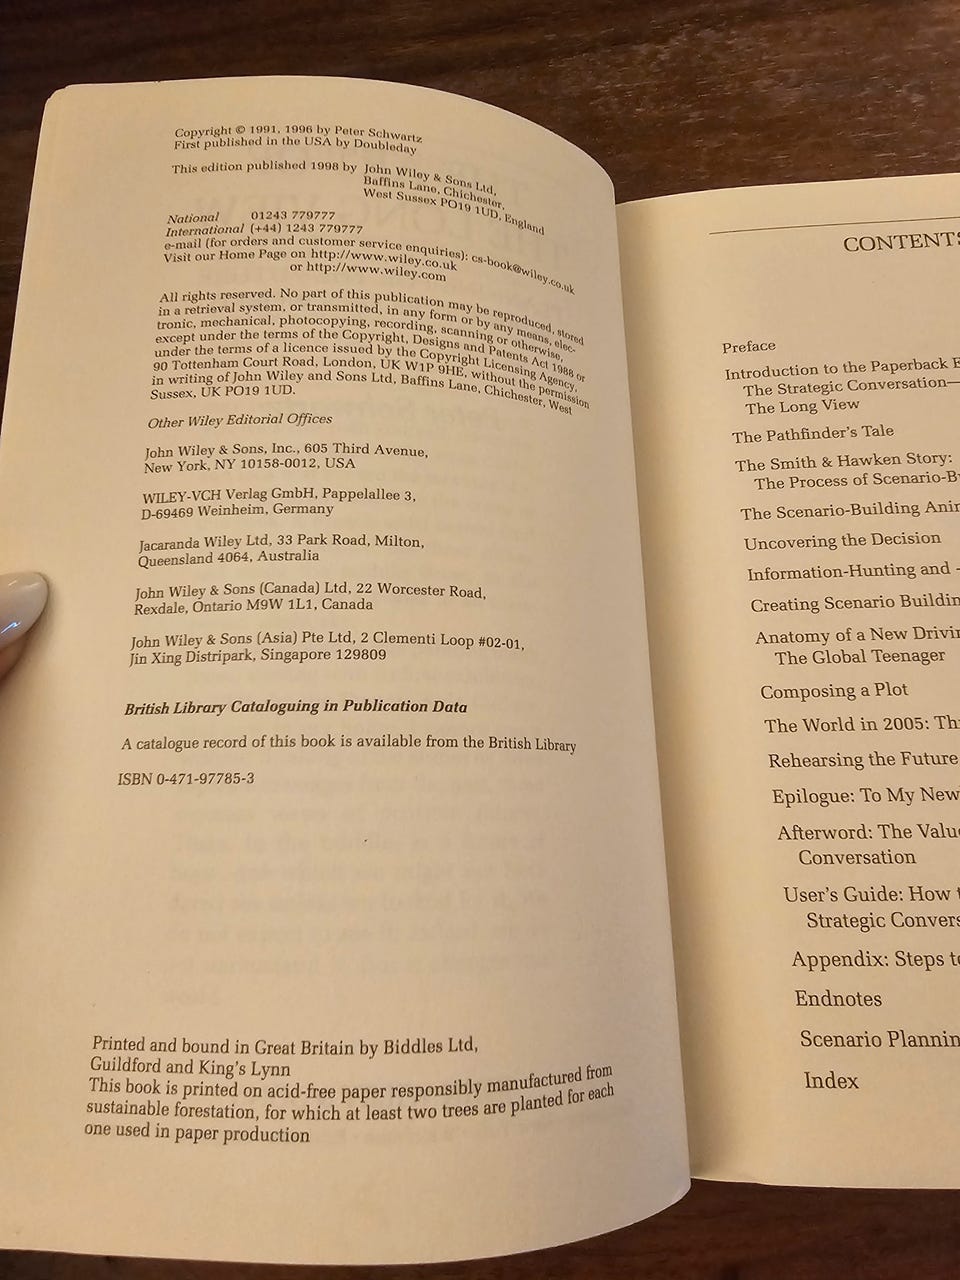 Copyright © 1991, 1996 by Peter Schwartz
First published in the USA by Doubleday
This edition published 1998 by John Wiley & Sons Ltd,
Baffins Lane, Chichester,
West Sussex PO19 1UD, England
National 01243 779777
International (+44) 1243 779777
e-mail (for orders and customer service enquiries): cs-book@wiley.co.uk
Visit our Home Page on http://www.wiley.co.uk
or http://www.wiley.com
All rights reserved. No part of this publication may be reproduced, stored
in a retrieval system, or transmitted, in any form or by any means, elec-
tronic, mechanical, photocopying, recording, scanning or otherwise,
except under the terms of the Copyright, Designs and Patents Act 1988 or
under the terms of a licence issued by the Copyright Licensing Agency,
90 Tottenham Court Road, London, UK W1P 9HE, without the permission
in writing of John Wiley and Sons Ltd, Baffins Lane, Chichester, West
Sussex, UK PO19 1UD.
Other Wiley Editorial Offices
John Wiley & Sons, Inc., 605 Third Avenue,
New York, NY 10158-0012, USA
WILEY-VCH Verlag GmbH, Pappelallee 3,
D-69469 Weinheim, Germany
Jacaranda Wiley Ltd, 33 Park Road, Milton,
Queensland 4064, Australia
John Wiley & Sons (Canada) Ltd, 22 Worcester Road,
Rexdale, Ontario M9W 1L1, Canada
John Wiley & Sons (Asia) Pte Ltd, 2 Clementi Loop #02-01,
Jin Xing Distripark, Singapore 129809
British Library Cataloguing in Publication Data
A catalogue record of this book is available from the British Library
ISBN 0-471-97785-3
Printed and bound in Great Britain by Biddles Ltd,
Guildford and King's Lynn
This book is printed on acid-free paper responsibly manufactured from
sustainable forestation, for which at least two trees are planted for each
one used in paper production
CONTENTS
Preface
Introduction to the Paperback
The Strategic Conversation—
The Long View
The Pathfinder's Tale
The Smith & Hawken Story:
The Process of Scenario-
The Scenario-Building
Uncovering the Decision
Information-Hunting and -
Creating Scenario
Anatomy of a New
The Global Teenager
Composing a Plot
The World in 2005:
Rehearsing the Future
Epilogue: To My New
Afterword: The
Conversation
User's Guide: How
Strategic
Appendix: Steps
Endnotes
Scenario
Index